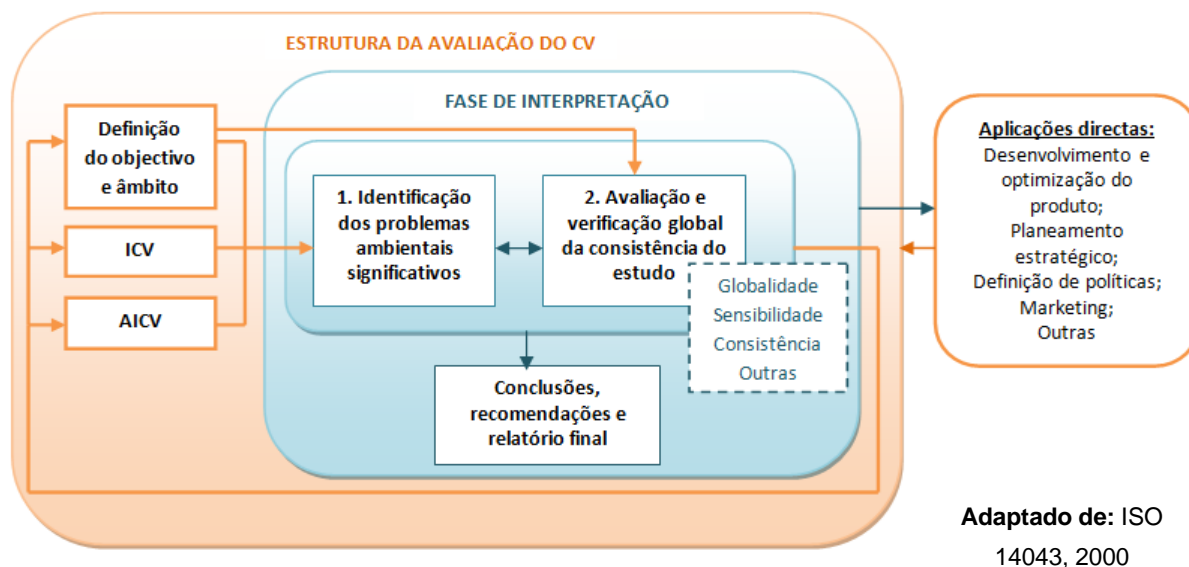 ESTRUTURA DA AVALIAÇÃO DO CV
FASE DE INTERPRETAÇÃO
Definição
do objectivo
e âmbito
ICV
AICV
1. Identificação
dos problemas
ambientais
significativos
2. Avaliação e
verificação global
da consistência do
estudo
Globalidade
Sensibilidade
Consistência
Outras
Conclusões,
recomendações e
relatório final
Aplicações directas:
Desenvolvimento e
optimização do
produto;
Planeamento
estratégico;
Definição de políticas;
Marketing;
Outras
Adaptado de: ISO
14043, 2000